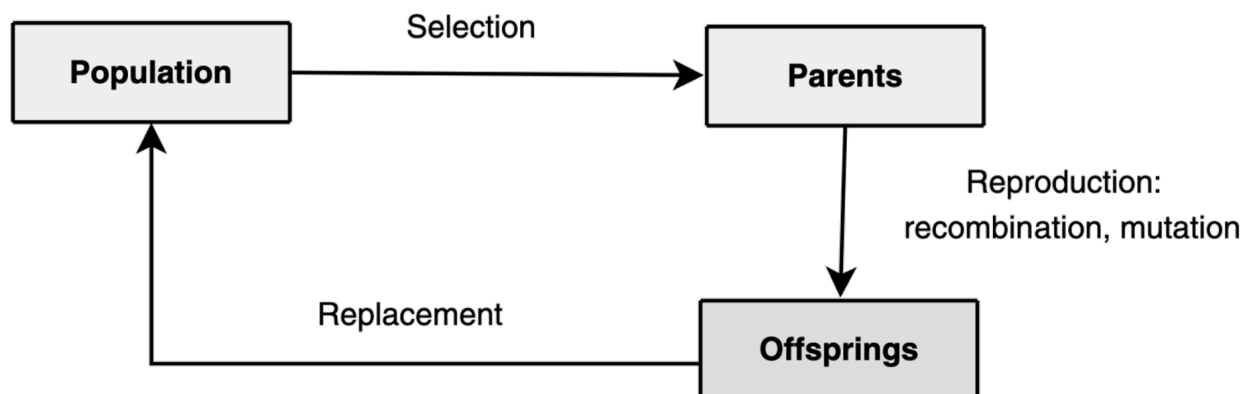 Selection
Population
Parents
Reproduction:
recombination, mutation
Replacement
Offsprings